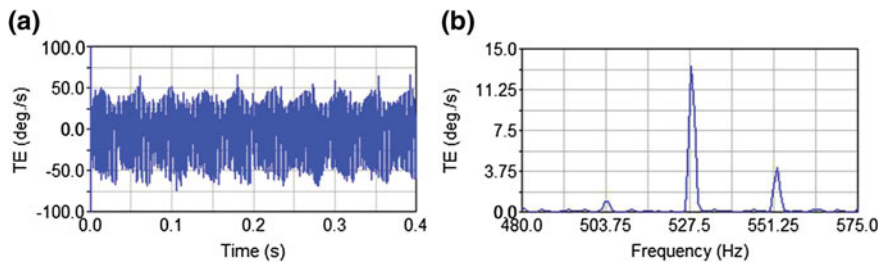 (a)
TE (deg./s)
100.0
50.0
0.0
-50.0
-100.0
0.0 0.1 0.2 0.3 0.4
Time (s)
(b)
TE (deg./s)
15.0
11.25
7.5
3.75
0.0
480.0 503.75 527.5 551.25 575.0
Frequency (Hz)